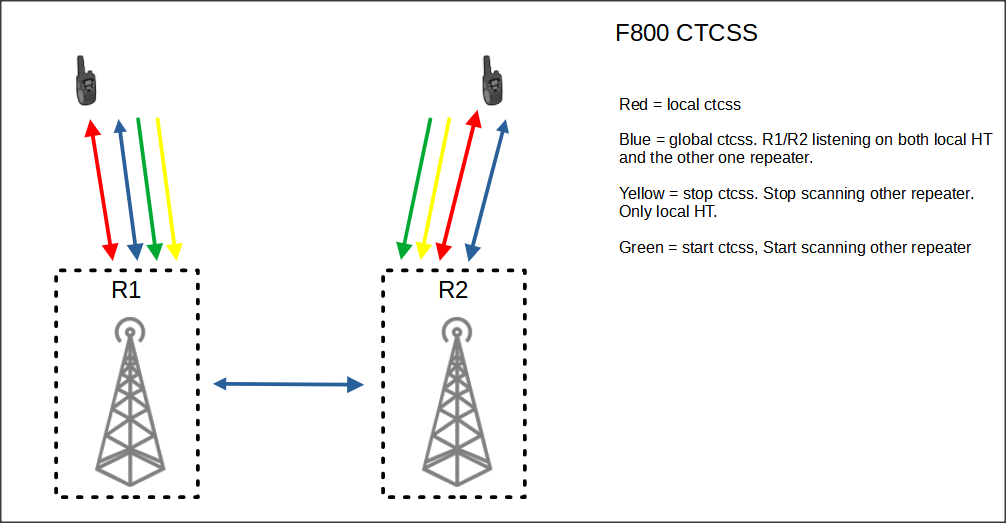 F800 CTCSS
Red = local ctcss
Blue = global ctcss. R1/R2 listening on both local HT
and the other one repeater.
Yellow = stop ctcss. Stop scanning other repeater.
Only local HT.
Green = start ctcss, Start scanning other repeater
R1
R2